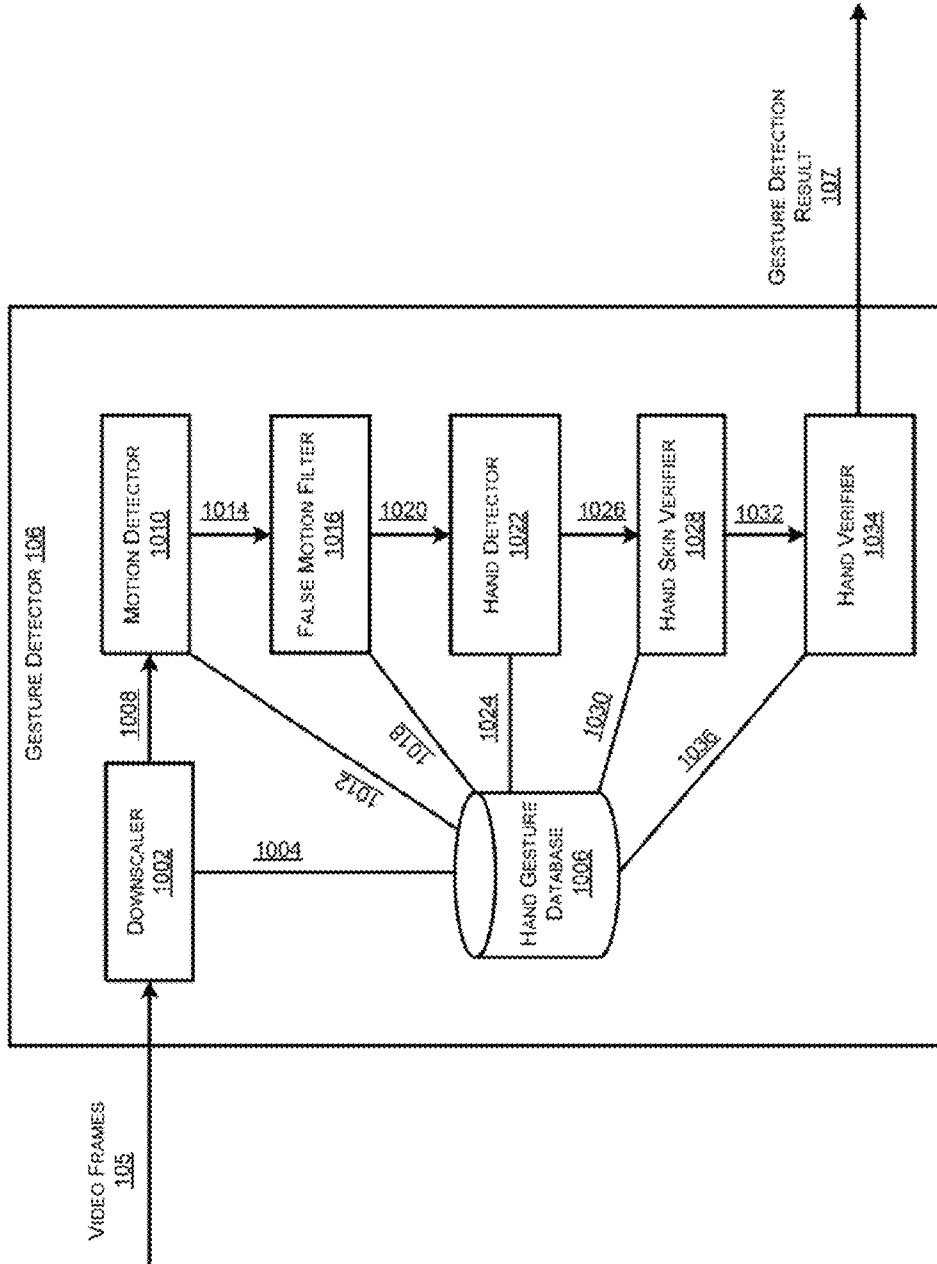 VIDEO FRAMES
105
GESTURE DETECTOR 106
DOWNSCALER
1002
1008
MOTION DETECTOR
1010
1004
1012
1014
FALSE MOTION FILTER
1016
1018
1020
HAND GESTURE
DATABASE
1006
1024
HAND DETECTOR
1022
1026
1030
HAND SKIN VERIFIER
1028
1032
1036
HAND VERIFIER
1034
GESTURE DETECTION
RESULT
107